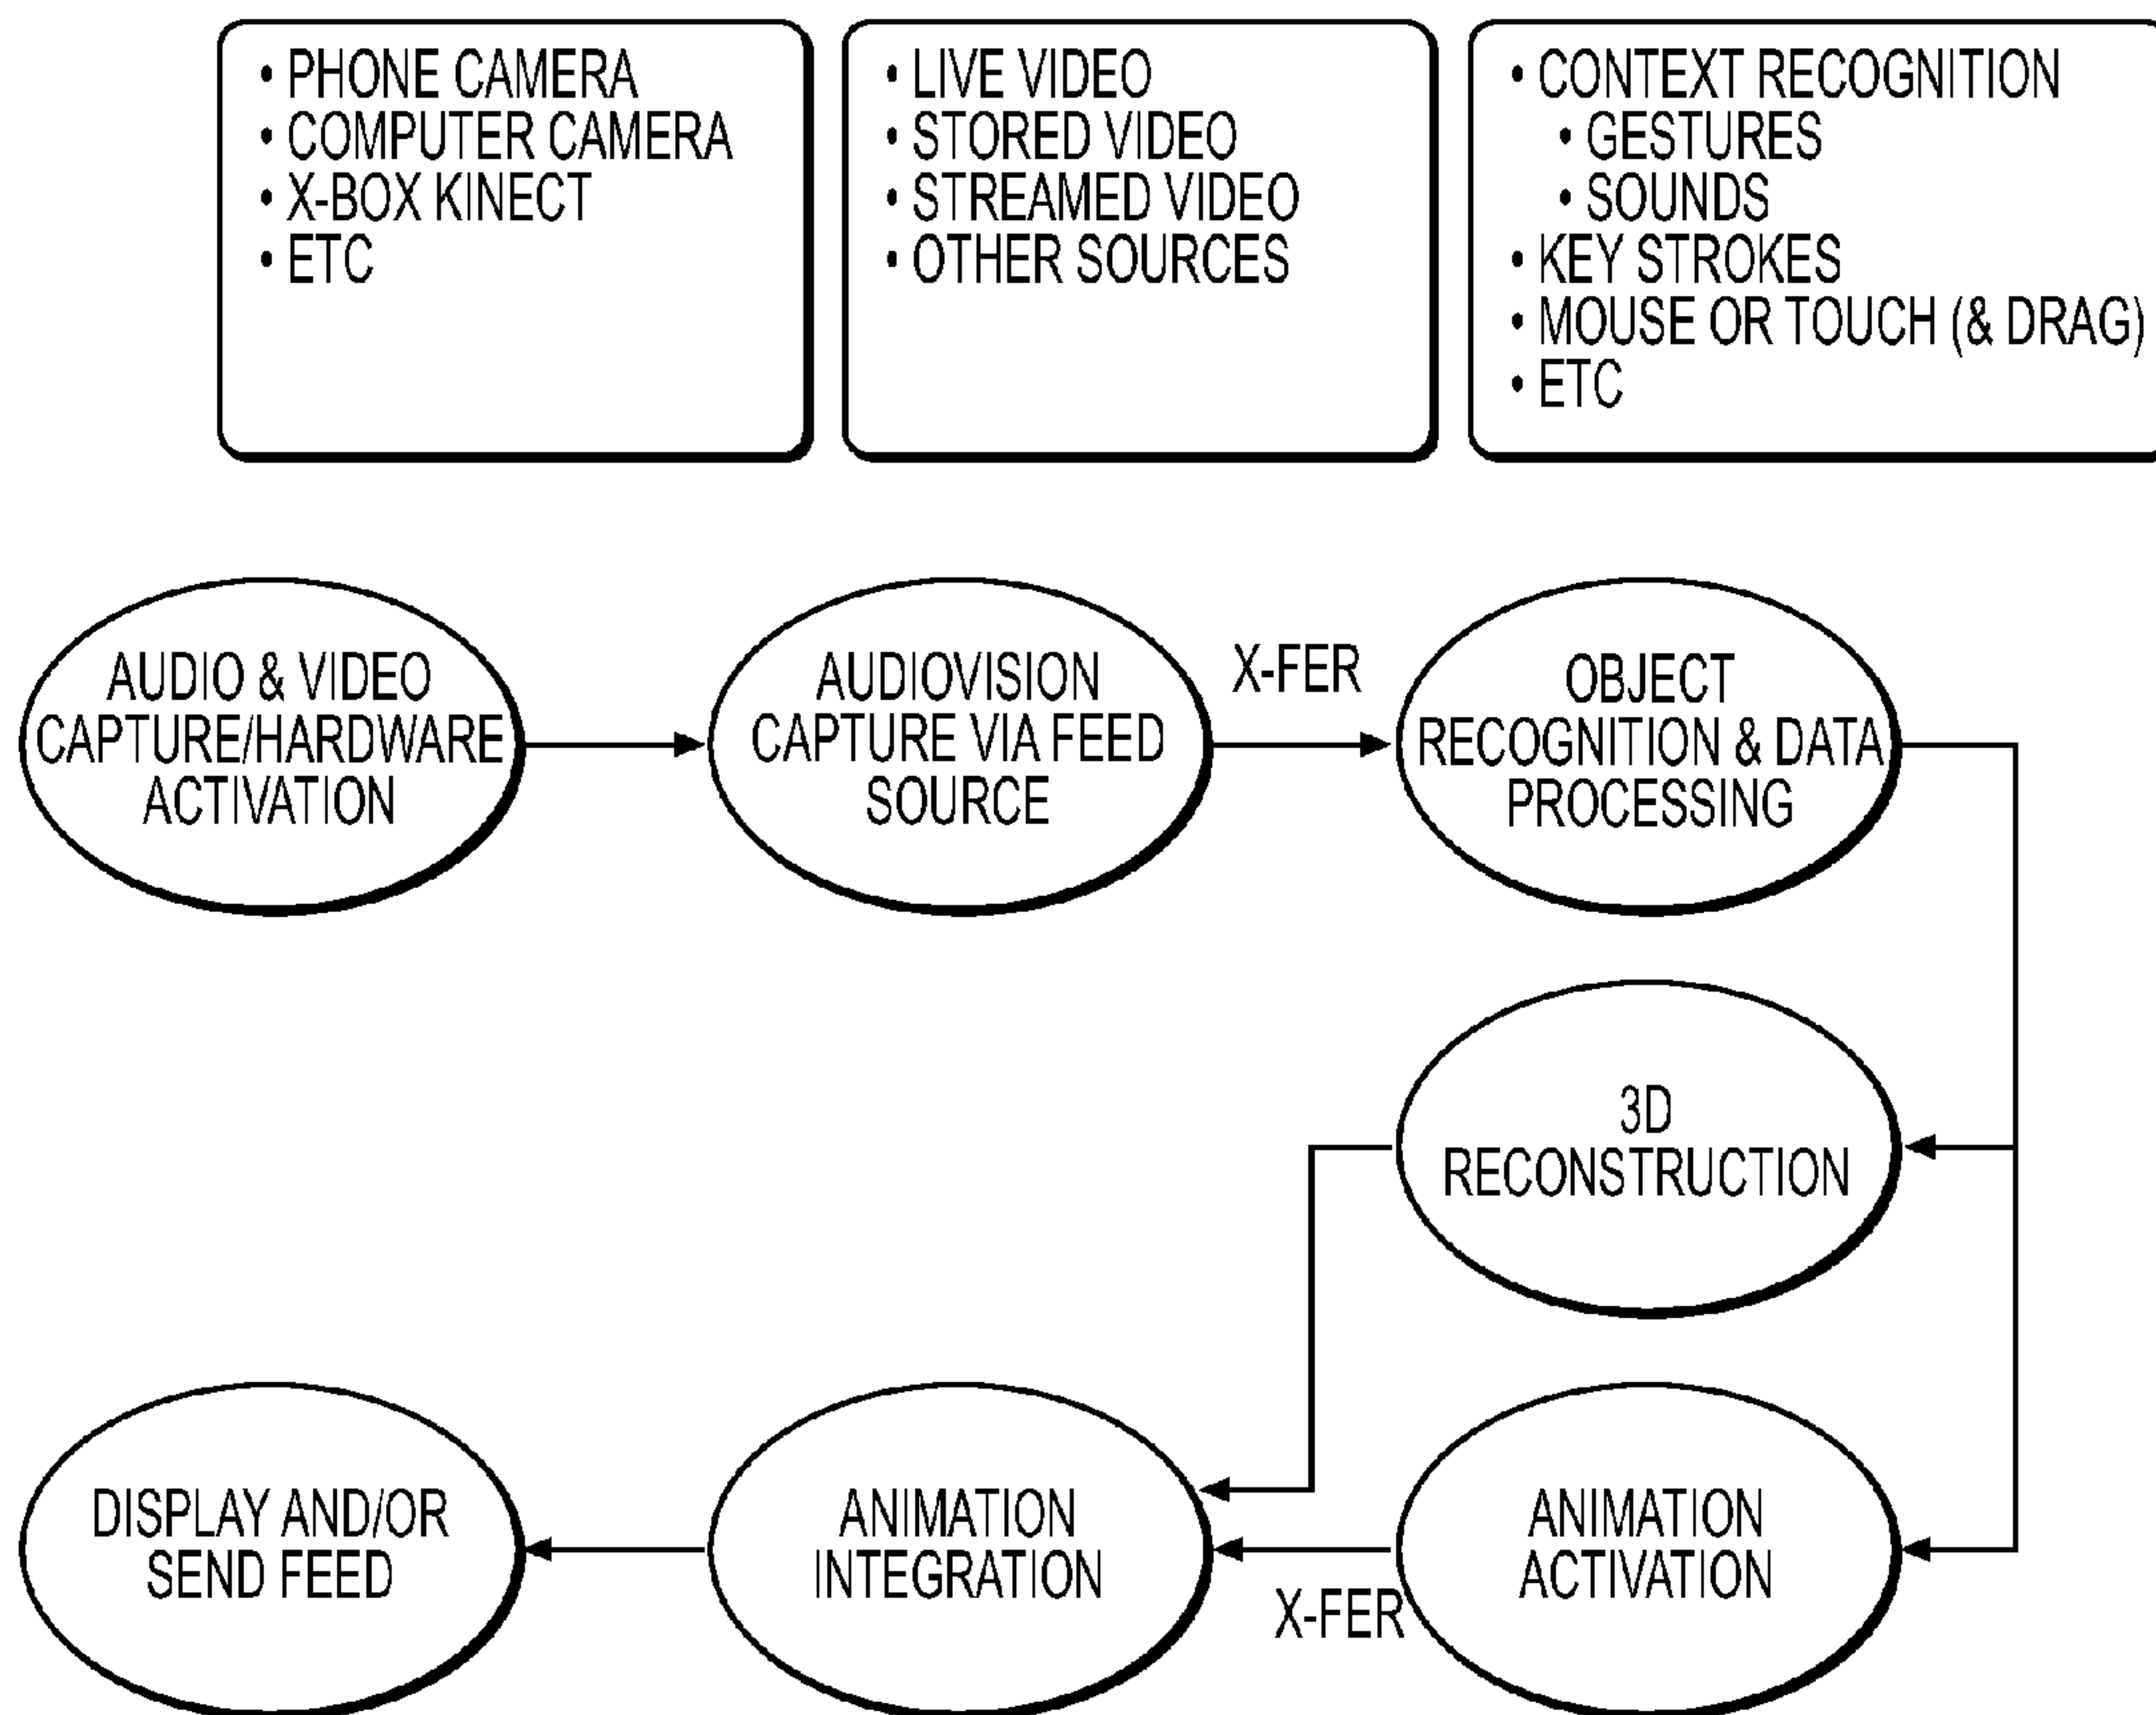 • PHONE CAMERA
• COMPUTER CAMERA
• X-BOX KINECT
• ETC
• LIVE VIDEO
• STORED VIDEO
• STREAMED VIDEO
• OTHER SOURCES
• CONTEXT RECOGNITION
• GESTURES
• SOUNDS
• KEY STROKES
• MOUSE OR TOUCH (& DRAG)
• ETC
AUDIO & VIDEO
CAPTURE/HARDWARE
ACTIVATION
AUDIOVISION
CAPTURE VIA FEED
SOURCE
X-FER
OBJECT
RECOGNITION & DATA
PROCESSING
3D
RECONSTRUCTION
DISPLAY AND/OR
SEND FEED
ANIMATION
INTEGRATION
X-FER
ANIMATION
ACTIVATION